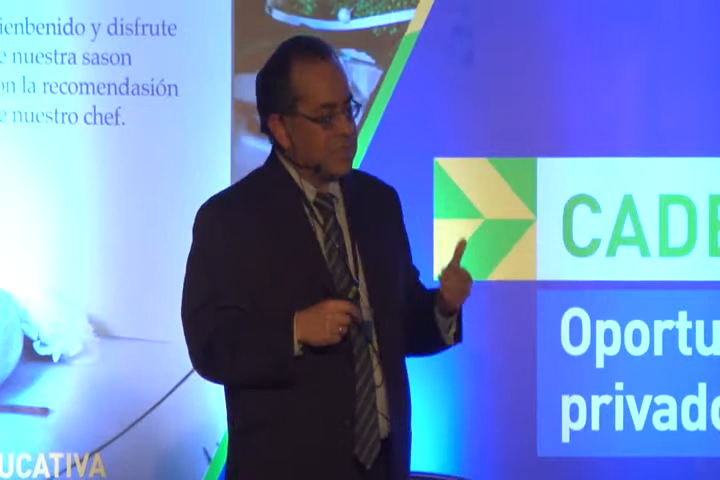 ienbenido y disfrute
e nuestra sason
on la recomendasión
e nuestro chef.
CADE
Oportu
privado
UCATIVA